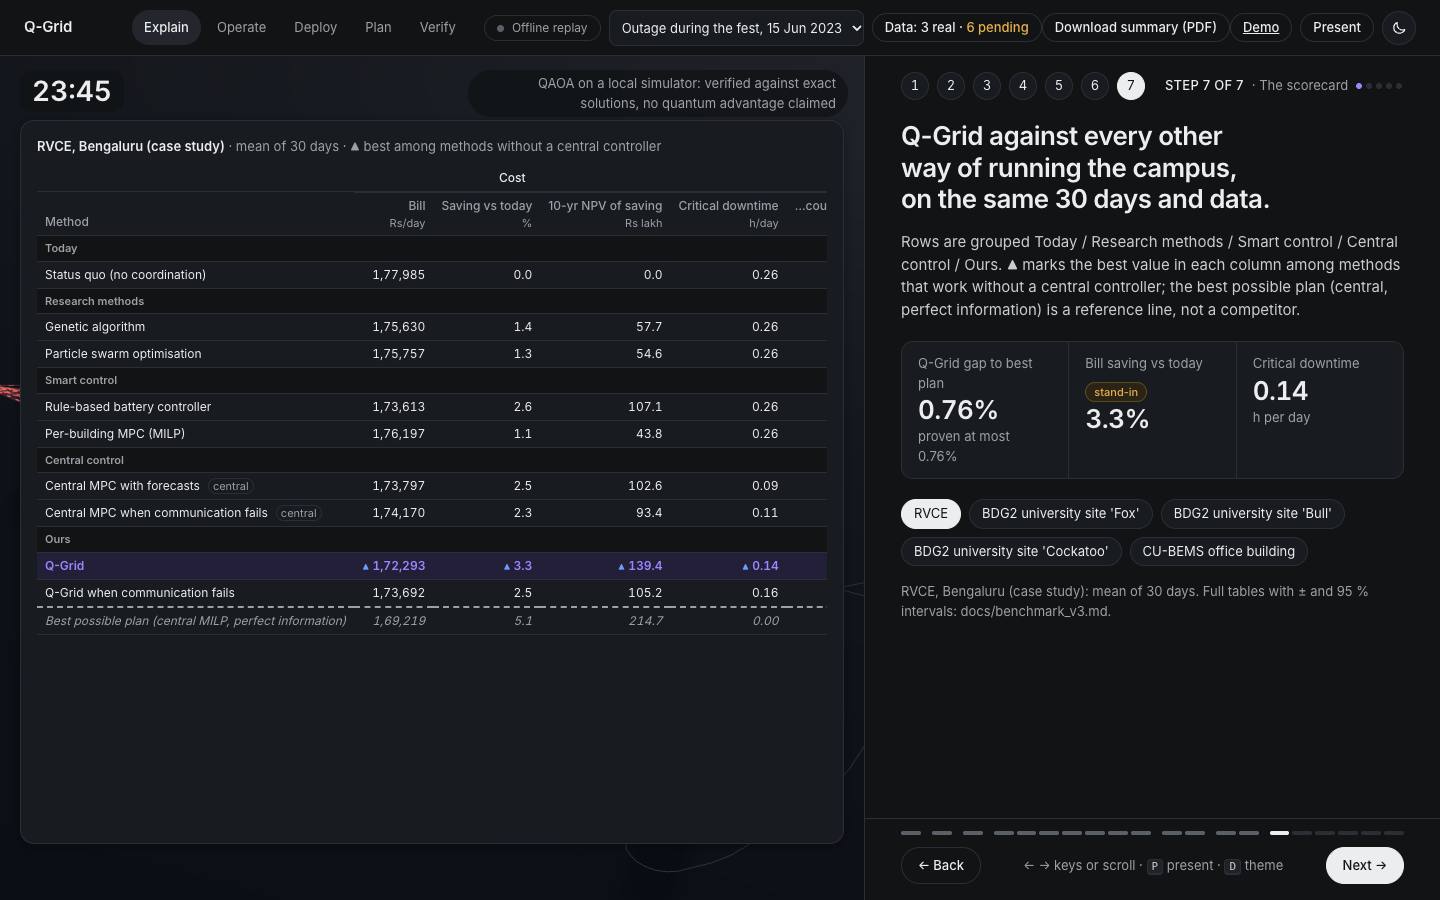 Q-Grid
Explain
Operate
Deploy
Plan
Verify
Offline replay
Outage during the fest, 15 Jun 2023
Data: 3 real · 6 pending
Download summary (PDF)
Demo
Present
23:45
QAOA on a local simulator: verified against exact
solutions, no quantum advantage claimed
RVCE, Bengaluru (case study) · mean of 30 days · ▲ best among methods without a central controller
Cost
Method Bill Saving vs today 10-yr NPV of saving Critical downtime ...cou
Rs/day % Rs lakh h/day
Today
Status quo (no coordination) 1,77,985 0.0 0.0 0.26
Research methods
Genetic algorithm 1,75,630 1.4 57.7 0.26
Particle swarm optimisation 1,75,757 1.3 54.6 0.26
Smart control
Rule-based battery controller 1,73,613 2.6 107.1 0.26
Per-building MPC (MILP) 1,76,197 1.1 43.8 0.26
Central control
Central MPC with forecasts central 1,73,797 2.5 102.6 0.09
Central MPC when communication fails central 1,74,170 2.3 93.4 0.11
Ours
Q-Grid ▲ 1,72,293 ▲ 3.3 ▲ 139.4 ▲ 0.14
Q-Grid when communication fails 1,73,692 2.5 105.2 0.16
Best possible plan (central MILP, perfect information) 1,69,219 5.1 214.7 0.00
1 2 3 4 5 6 7 STEP 7 OF 7 · The scorecard
Q-Grid against every other
way of running the campus,
on the same 30 days and data.
Rows are grouped Today / Research methods / Smart control / Central
control / Ours. ▲ marks the best value in each column among methods
that work without a central controller; the best possible plan (central,
perfect information) is a reference line, not a competitor.
Q-Grid gap to best
plan
0.76%
proven at most
0.76%
Bill saving vs today
stand-in
3.3%
Critical downtime
0.14
h per day
RVCE
BDG2 university site 'Fox'
BDG2 university site 'Bull'
BDG2 university site 'Cockatoo'
CU-BEMS office building
RVCE, Bengaluru (case study): mean of 30 days. Full tables with ± and 95 %
intervals: docs/benchmark_v3.md.
← Back
← → keys or scroll · P present · D theme
Next →